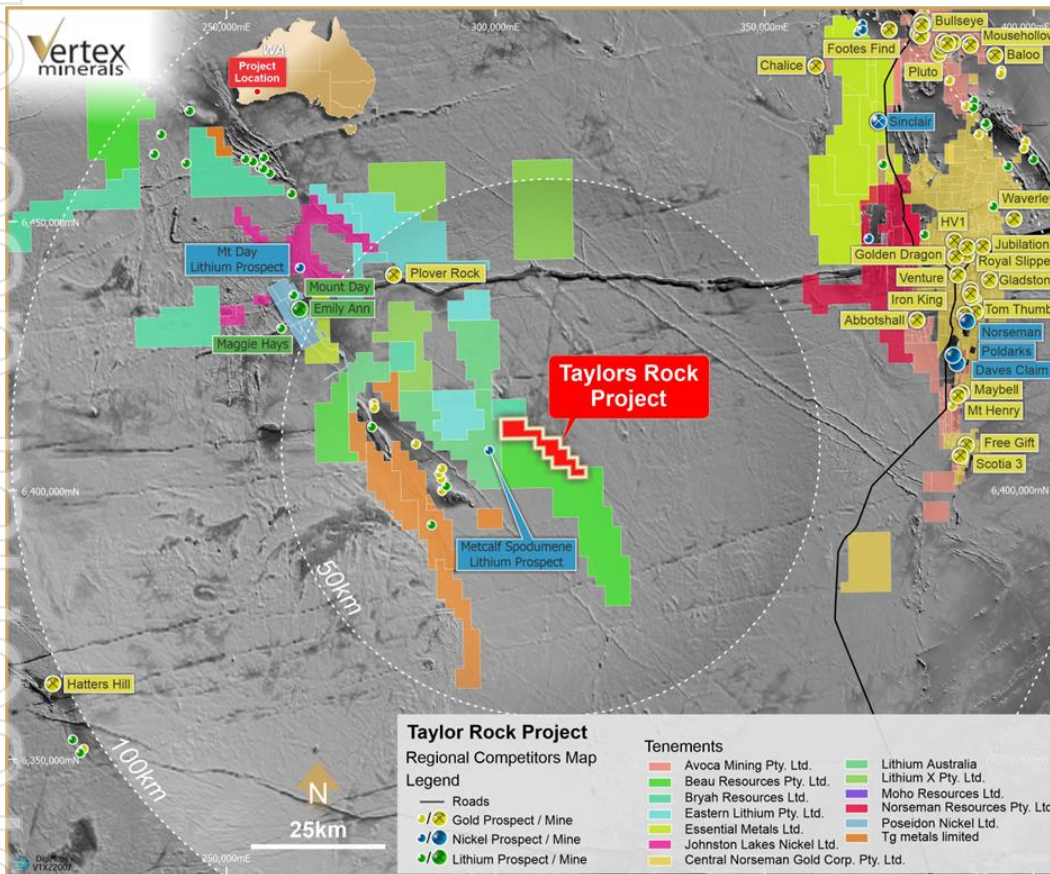 Vertex
minerals
WA
Project
Location
250,000mE
300,000mE
350,000mE
400,000mE
Bullseye
Footes Find
Mousehollow
Chalice
Baloo
Pluto
Sinclair
6,450,000mN
Waverley
HV1
Mt Day
Lithium Prospect
Golden Dragon
Jubilation
Mount Day
Plover Rock
Royal Slipper
Venture
Gladston
Emily Ann
Iron King
Tom Thumb
Maggie Hays
Abbotshall
Norseman
Poldarks
Taylors Rock
Project
Daves Claim
Maybell
Mt Henry
Free Gift
Scotia 3
6,400,000mN
6,400,000mN
Metcalf Spodumene
Lithium Prospect
50km
Hatters Hill
100km
6,350,000mN
N
25km
250,000mE
VTX22007
Taylor Rock Project
Regional Competitors Map
Legend
Roads
Gold Prospect / Mine
Nickel Prospect / Mine
Lithium Prospect / Mine
Tenements
Avoca Mining Pty. Ltd.
Beau Resources Pty. Ltd.
Bryah Resources Ltd.
Eastern Lithium Pty. Ltd.
Essential Metals Ltd.
Johnston Lakes Nickel Ltd.
Central Norseman Gold Corp. Pty. Ltd.
Lithium Australia
Lithium X Pty. Ltd.
Moho Resources Ltd.
Norseman Resources Pty. Ltd
Poseidon Nickel Ltd.
Tg metals limited